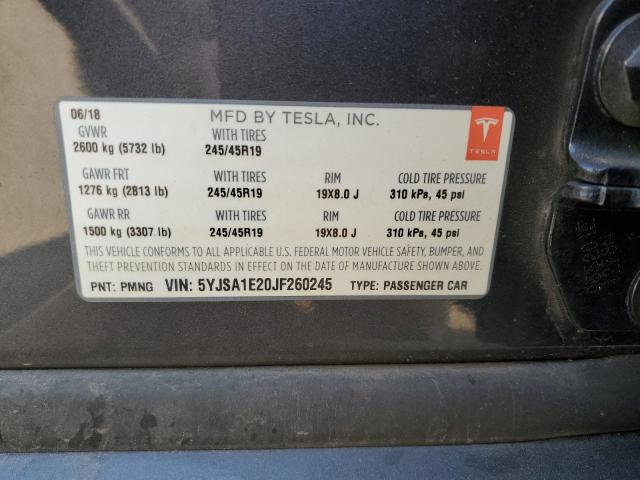 06/18 MFD BY TESLA, INC.
GVWR WITH TIRES
2600 kg (5732 lb) 245/45R19
TESLA
GAWR FRT WITH TIRES RIM COLD TIRE PRESSURE
1276 kg (2813 lb) 245/45R19 19X8.0 J 310 kPa, 45 psi
GAWR RR WITH TIRES RIM COLD TIRE PRESSURE
1500 kg (3307 lb) 245/45R19 19X8.0 J 310 kPa, 45 psi
THIS VEHICLE CONFORMS TO ALL APPLICABLE U.S. FEDERAL MOTOR VEHICLE SAFETY, BUMPER, AND
THEFT PREVENTION STANDARDS IN EFFECT ON THE DATE OF MANUFACTURE SHOWN ABOVE.
PNT: PMNG VIN: 5YJSA1E20JF260245 TYPE: PASSENGER CAR